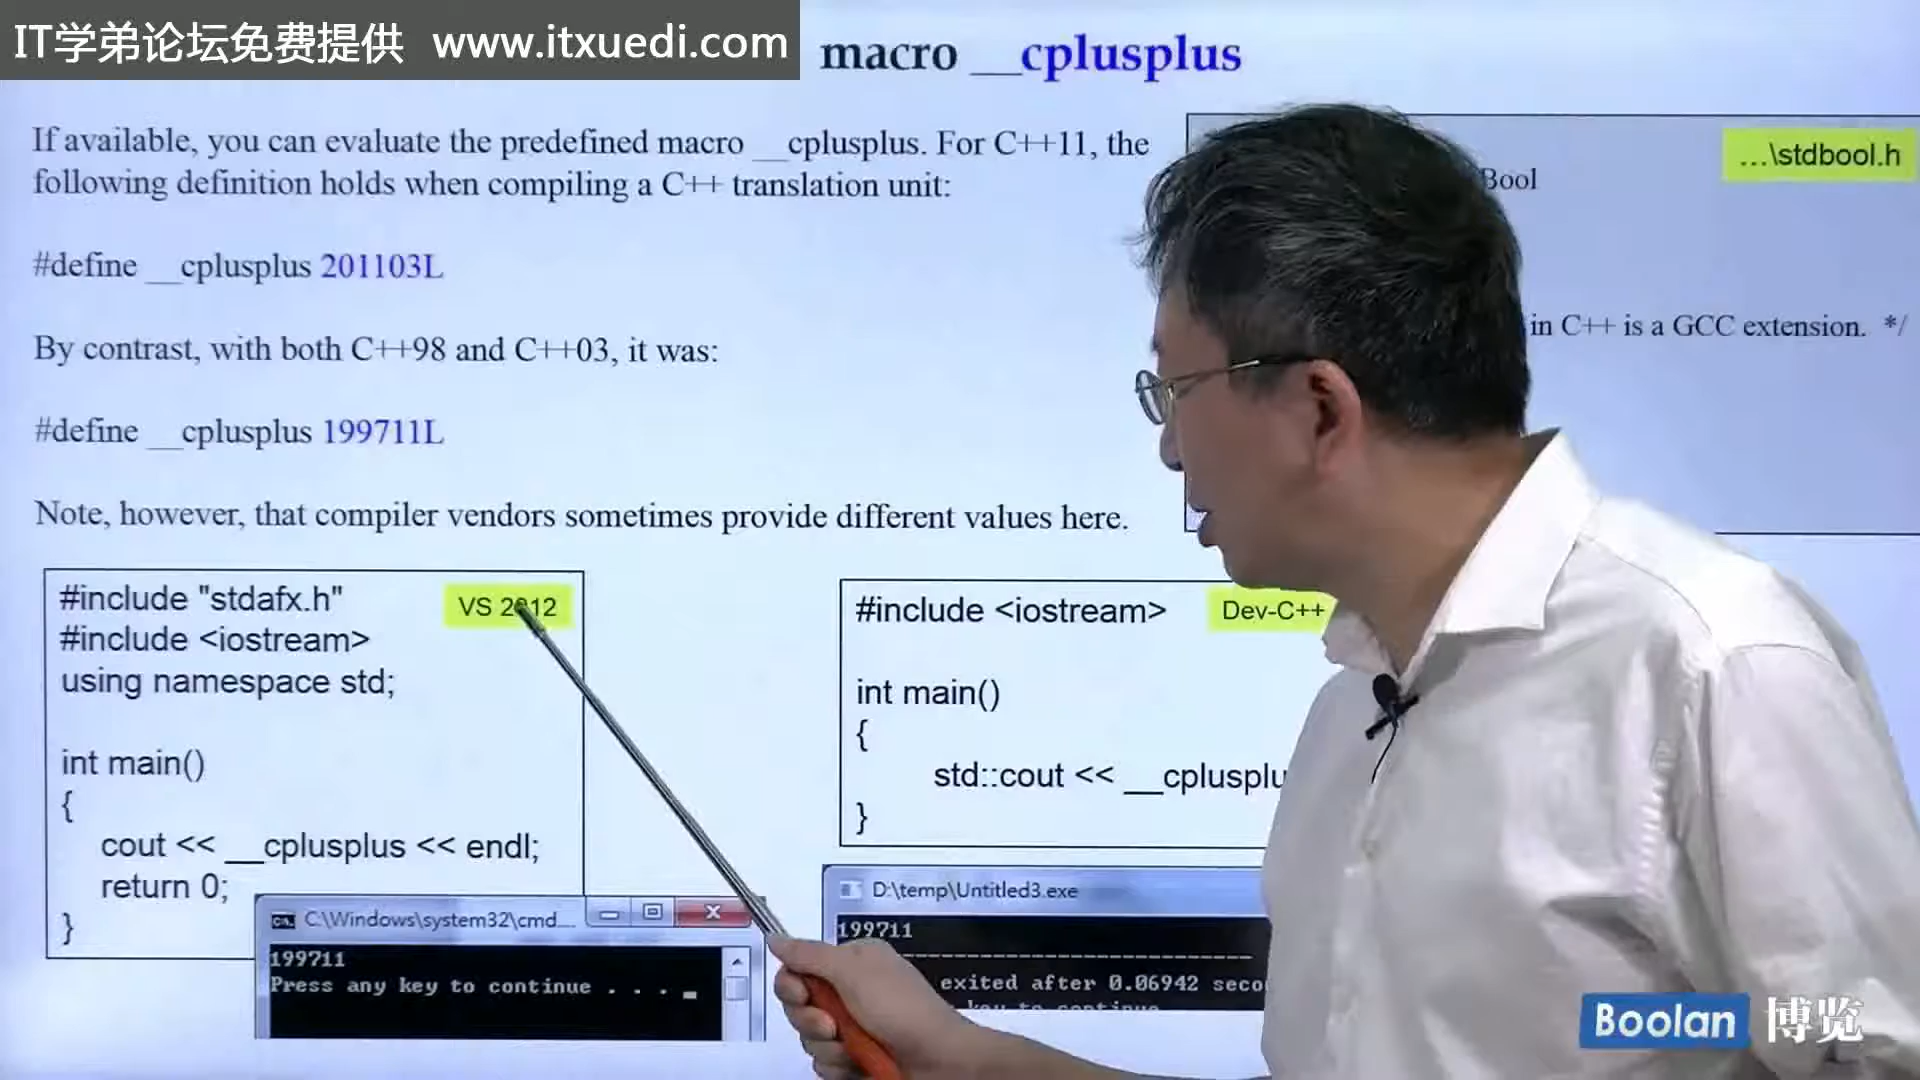 IT学弟论坛免费提供 www.itxuedi.com
macro __cplusplus
If available, you can evaluate the predefined macro __cplusplus. For C++11, the
following definition holds when compiling a C++ translation unit:
#define __cplusplus 201103L
By contrast, with both C++98 and C++03, it was:
#define __cplusplus 199711L
Note, however, that compiler vendors sometimes provide different values here.
...\stdbool.h
Bool
in C++ is a GCC extension. */
VS 2012
#include "stdafx.h"
#include <iostream>
using namespace std;
int main()
{
cout << __cplusplus << endl;
return 0;
}
C:\Windows\system32\cmd....
199711
Press any key to continue . . .
Dev-C++
#include <iostream>
int main()
{
std::cout << __cplusplu
}
D:\temp\Untitled3.exe
199711
--------------------------------
exited after 0.06942 seco
key to continue
Boolan 博览